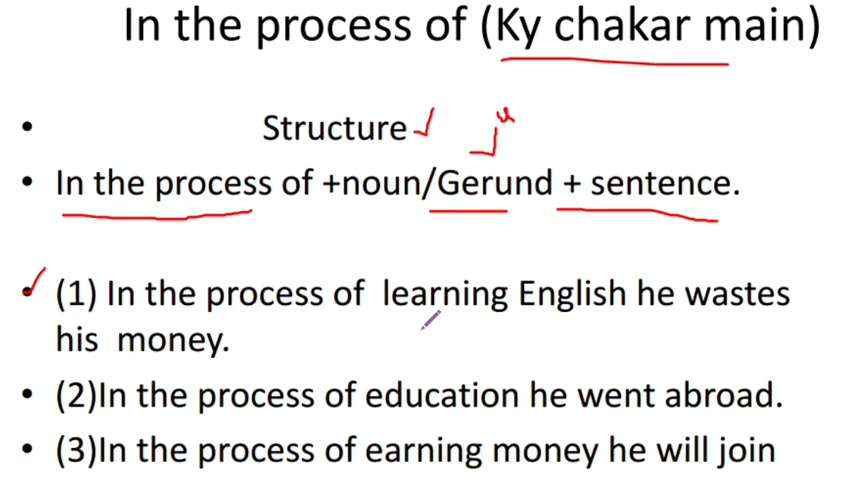 In the process of (Ky chakar main)
• Structure
• In the process of +noun/Gerund + sentence.
• (1) In the process of learning English he wastes
his money.
• (2)In the process of education he went abroad.
• (3)In the process of earning money he will join